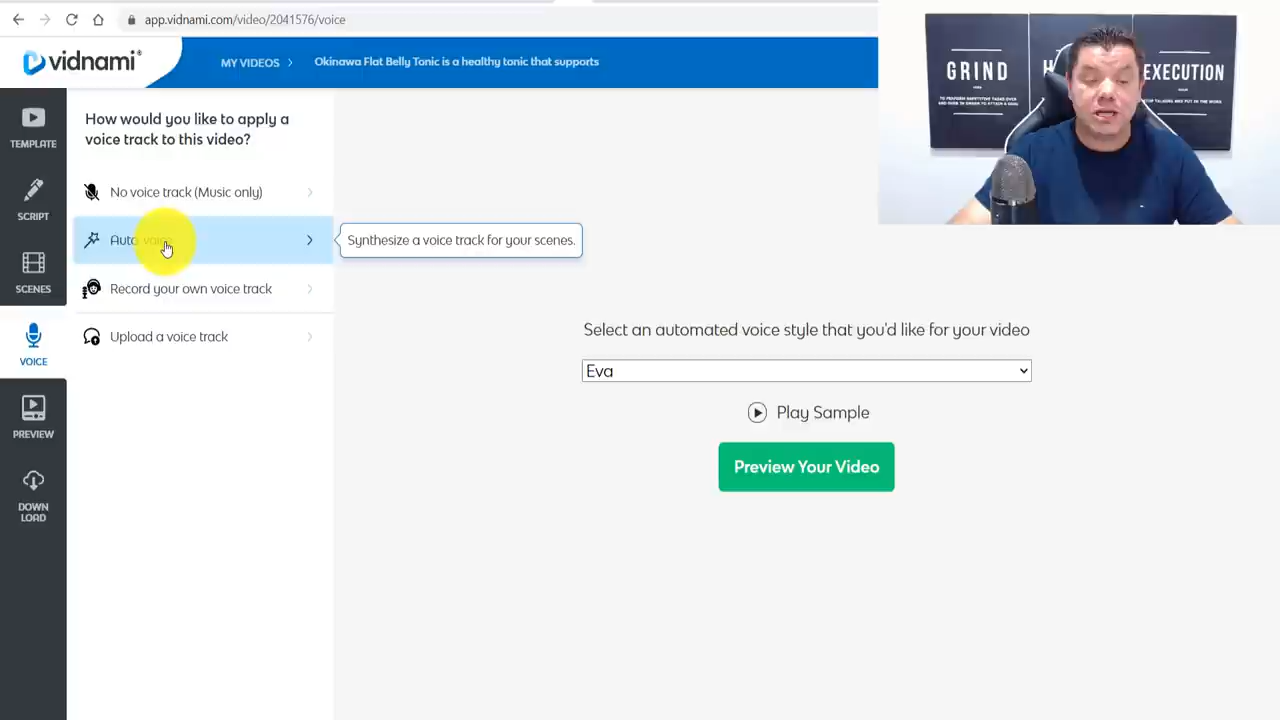 app.vidnami.com/video/2041576/voice
vidnami®
MY VIDEOS
Okinawa Flat Belly Tonic is a healthy tonic that supports
GRIND
EXECUTION
TEMPLATE
SCRIPT
SCENES
VOICE
PREVIEW
DOWN
LOAD
How would you like to apply a
voice track to this video?
No voice track (Music only)
Auto voice
Synthesize a voice track for your scenes.
Record your own voice track
Upload a voice track
Select an automated voice style that you'd like for your video
Eva
Play Sample
Preview Your Video